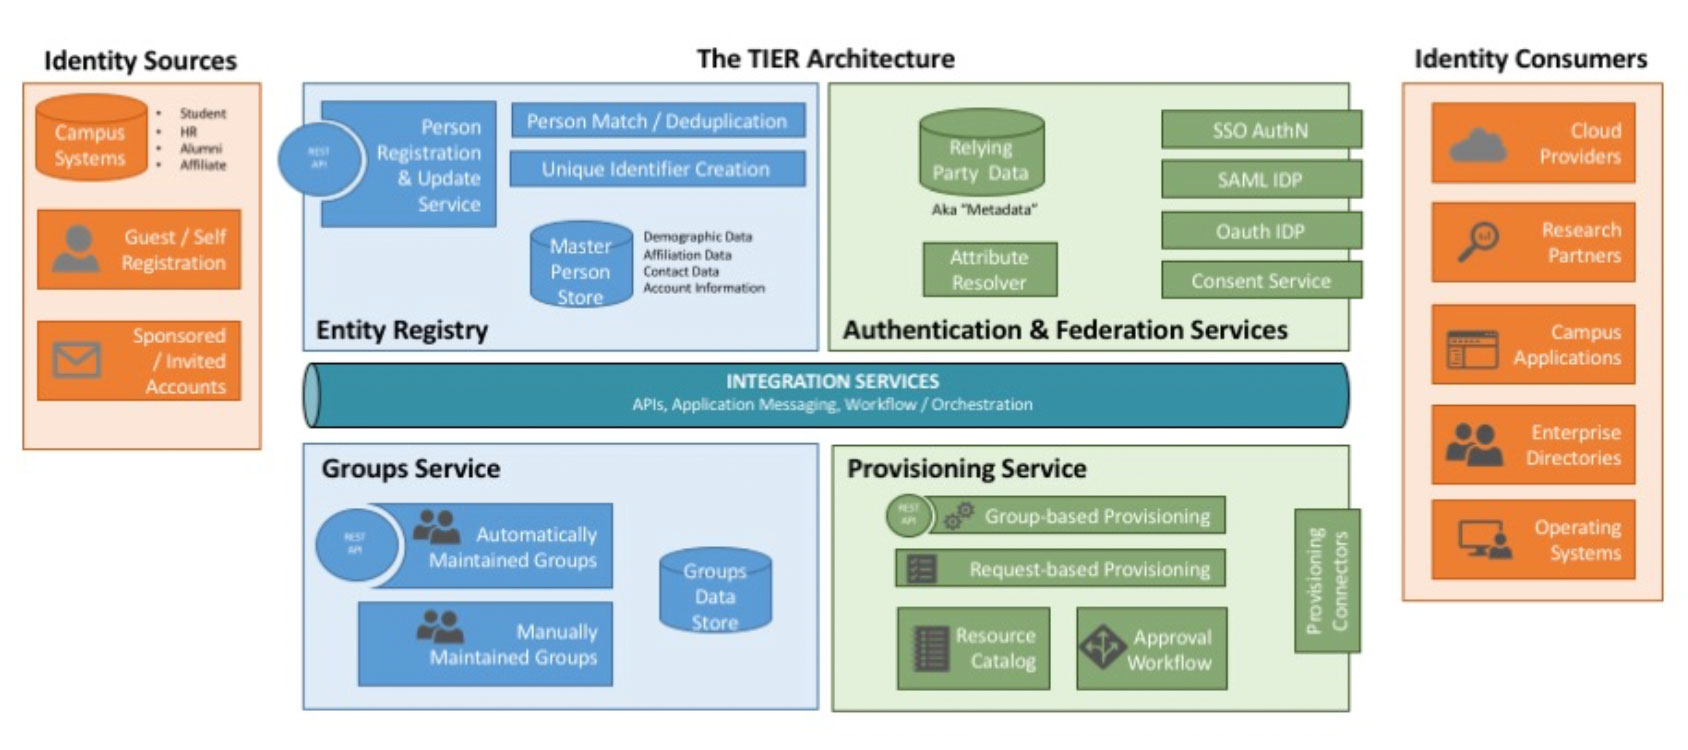 Identity Sources
Campus
Systems
• Student
• HR
• Alumni
• Affiliate
Guest / Self
Registration
Sponsored
/ Invited
Accounts
The TIER Architecture
REST
API
Person
Registration
& Update
Service
Person Match / Deduplication
Unique Identifier Creation
Master
Person
Store
Demographic Data
Affiliation Data
Contact Data
Account Information
Entity Registry
Relying
Party Data
Aka "Metadata"
Attribute
Resolver
SSO AuthN
SAML IDP
Oauth IDP
Consent Service
Authentication & Federation Services
INTEGRATION SERVICES
APIs, Application Messaging, Workflow / Orchestration
Groups Service
REST
API
Automatically
Maintained Groups
Manually
Maintained Groups
Groups
Data
Store
Provisioning Service
REST
API
Group-based Provisioning
Request-based Provisioning
Resource
Catalog
Approval
Workflow
Provisioning
Connectors
Identity Consumers
Cloud
Providers
Research
Partners
Campus
Applications
Enterprise
Directories
Operating
Systems